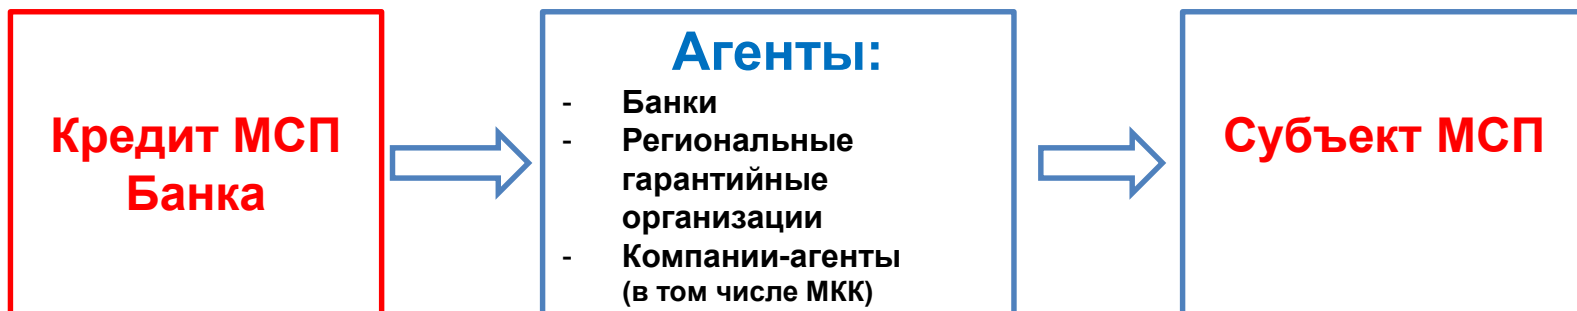 Кредит МСП
Банка
Агенты:
- Банки
- Региональные
гарантийные
организации
- Компании-агенты
(в том числе МКК)
Субъект МСП